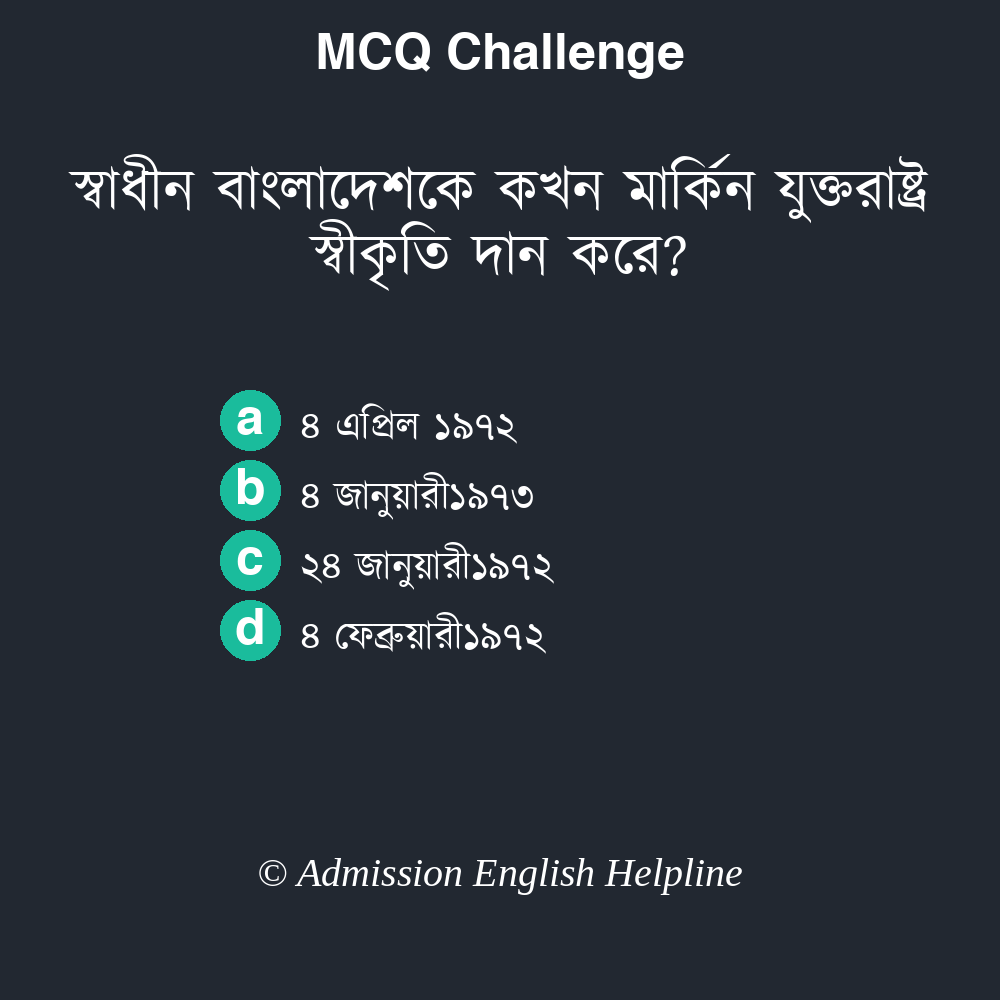 MCQ Challenge
স্বাধীন বাংলাদেশকে কখন মার্কিন যুক্তরাষ্ট্র
স্বীকৃতি দান করে?
a ৪ এপ্রিল ১৯৭২
b ৪ জানুয়ারী১৯৭৩
c ২৪ জানুয়ারী১৯৭২
d ৪ ফেব্রুয়ারী১৯৭২
© Admission English Helpline